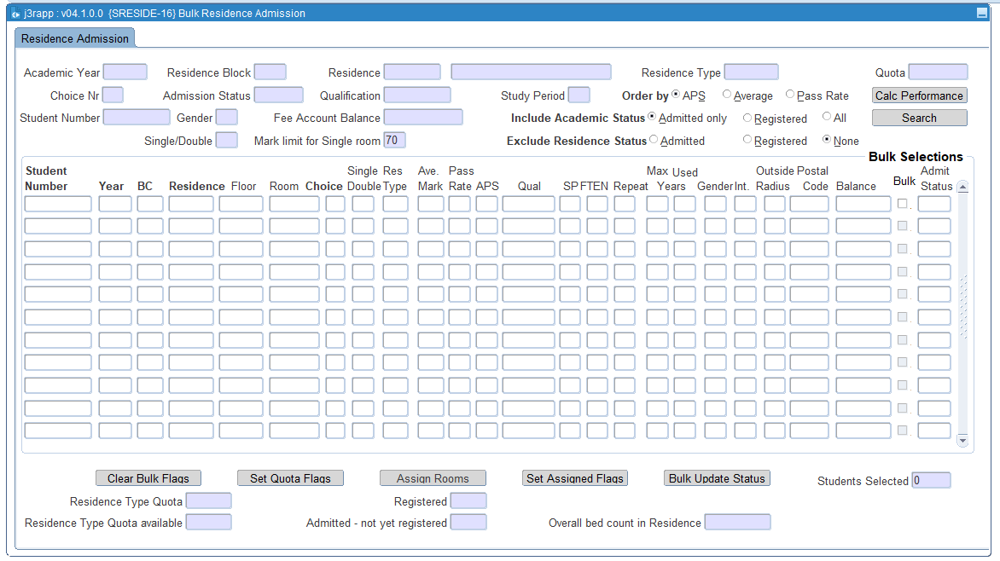 j3rapp : v04.1.0.0 {SRESIDE-16} Bulk Residence Admission
Residence Admission
Academic Year Residence Block Residence Residence Type Quota
Choice Nr Admission Status Qualification Study Period Order by APS Average Pass Rate Calc Performance
Student Number Gender Fee Account Balance Include Academic Status Admitted only Registered All Search
Single/Double Mark limit for Single room 70 Exclude Residence Status Admitted Registered None
Bulk Selections
Student Single Res Ave. Pass Max Used Outside Postal Admit
Number Year BC Residence Floor Room Choice Double Type Mark Rate APS Qual SP FTEN Repeat Years Gender Int. Radius Code Balance Bulk Status
Clear Bulk Flags Set Quota Flags Assign Rooms Set Assigned Flags Bulk Update Status Students Selected 0
Residence Type Quota Registered
Residence Type Quota available Admitted - not yet registered Overall bed count in Residence